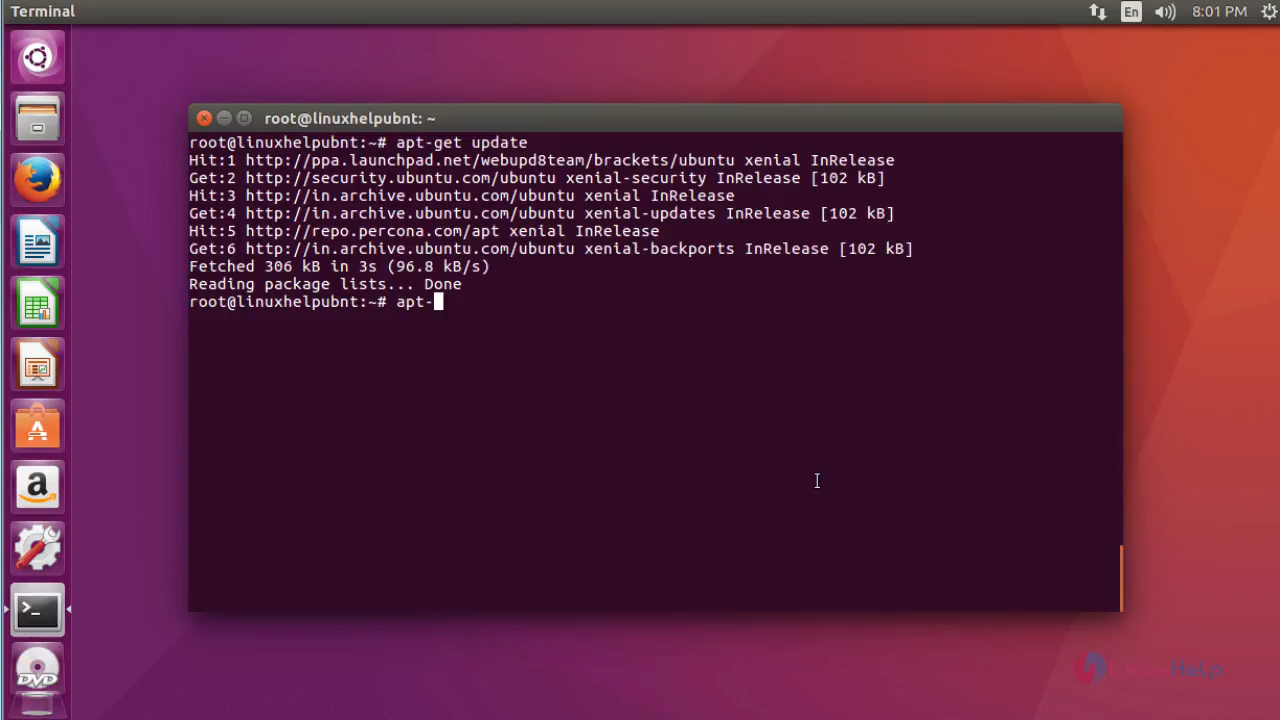 Terminal
En
8:01 PM
root@linuxhelpubnt: ~
root@linuxhelpubnt:~# apt-get update
Hit:1 http://ppa.launchpad.net/webupd8team/brackets/ubuntu xenial InRelease
Get:2 http://security.ubuntu.com/ubuntu xenial-security InRelease [102 kB]
Hit:3 http://in.archive.ubuntu.com/ubuntu xenial InRelease
Get:4 http://in.archive.ubuntu.com/ubuntu xenial-updates InRelease [102 kB]
Hit:5 http://repo.percona.com/apt xenial InRelease
Get:6 http://in.archive.ubuntu.com/ubuntu xenial-backports InRelease [102 kB]
Fetched 306 kB in 3s (96.8 kB/s)
Reading package lists... Done
root@linuxhelpubnt:~# apt-
a
>_
DVD
LinuxHelp